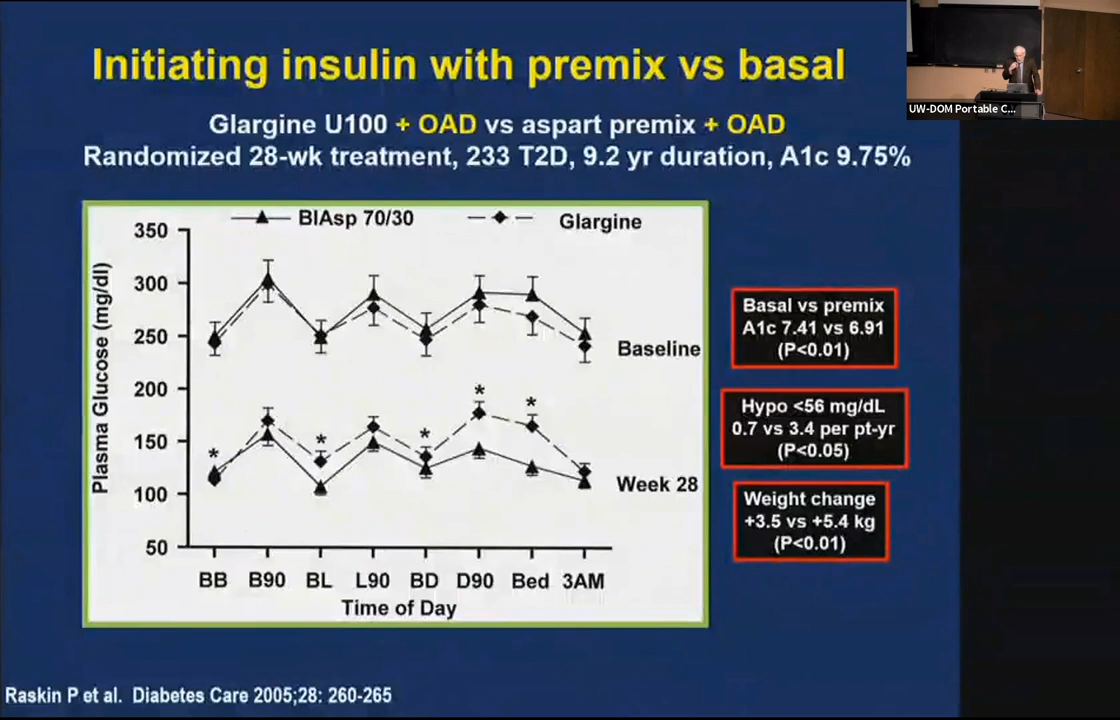 Initiating insulin with premix vs basal
UW-DOM Portable C...
Glargine U100 + OAD vs aspart premix + OAD
Randomized 28-wk treatment, 233 T2D, 9.2 yr duration, A1c 9.75%
BIAsp 70/30
Glargine
Plasma Glucose (mg/dl)
350
300
250
200
150
100
50
Baseline
Week 28
*
*
*
*
*
BB B90 BL L90 BD D90 Bed 3AM
Time of Day
Basal vs premix
A1c 7.41 vs 6.91
(P<0.01)
Hypo <56 mg/dL
0.7 vs 3.4 per pt-yr
(P<0.05)
Weight change
+3.5 vs +5.4 kg
(P<0.01)
Raskin P et al. Diabetes Care 2005;28: 260-265